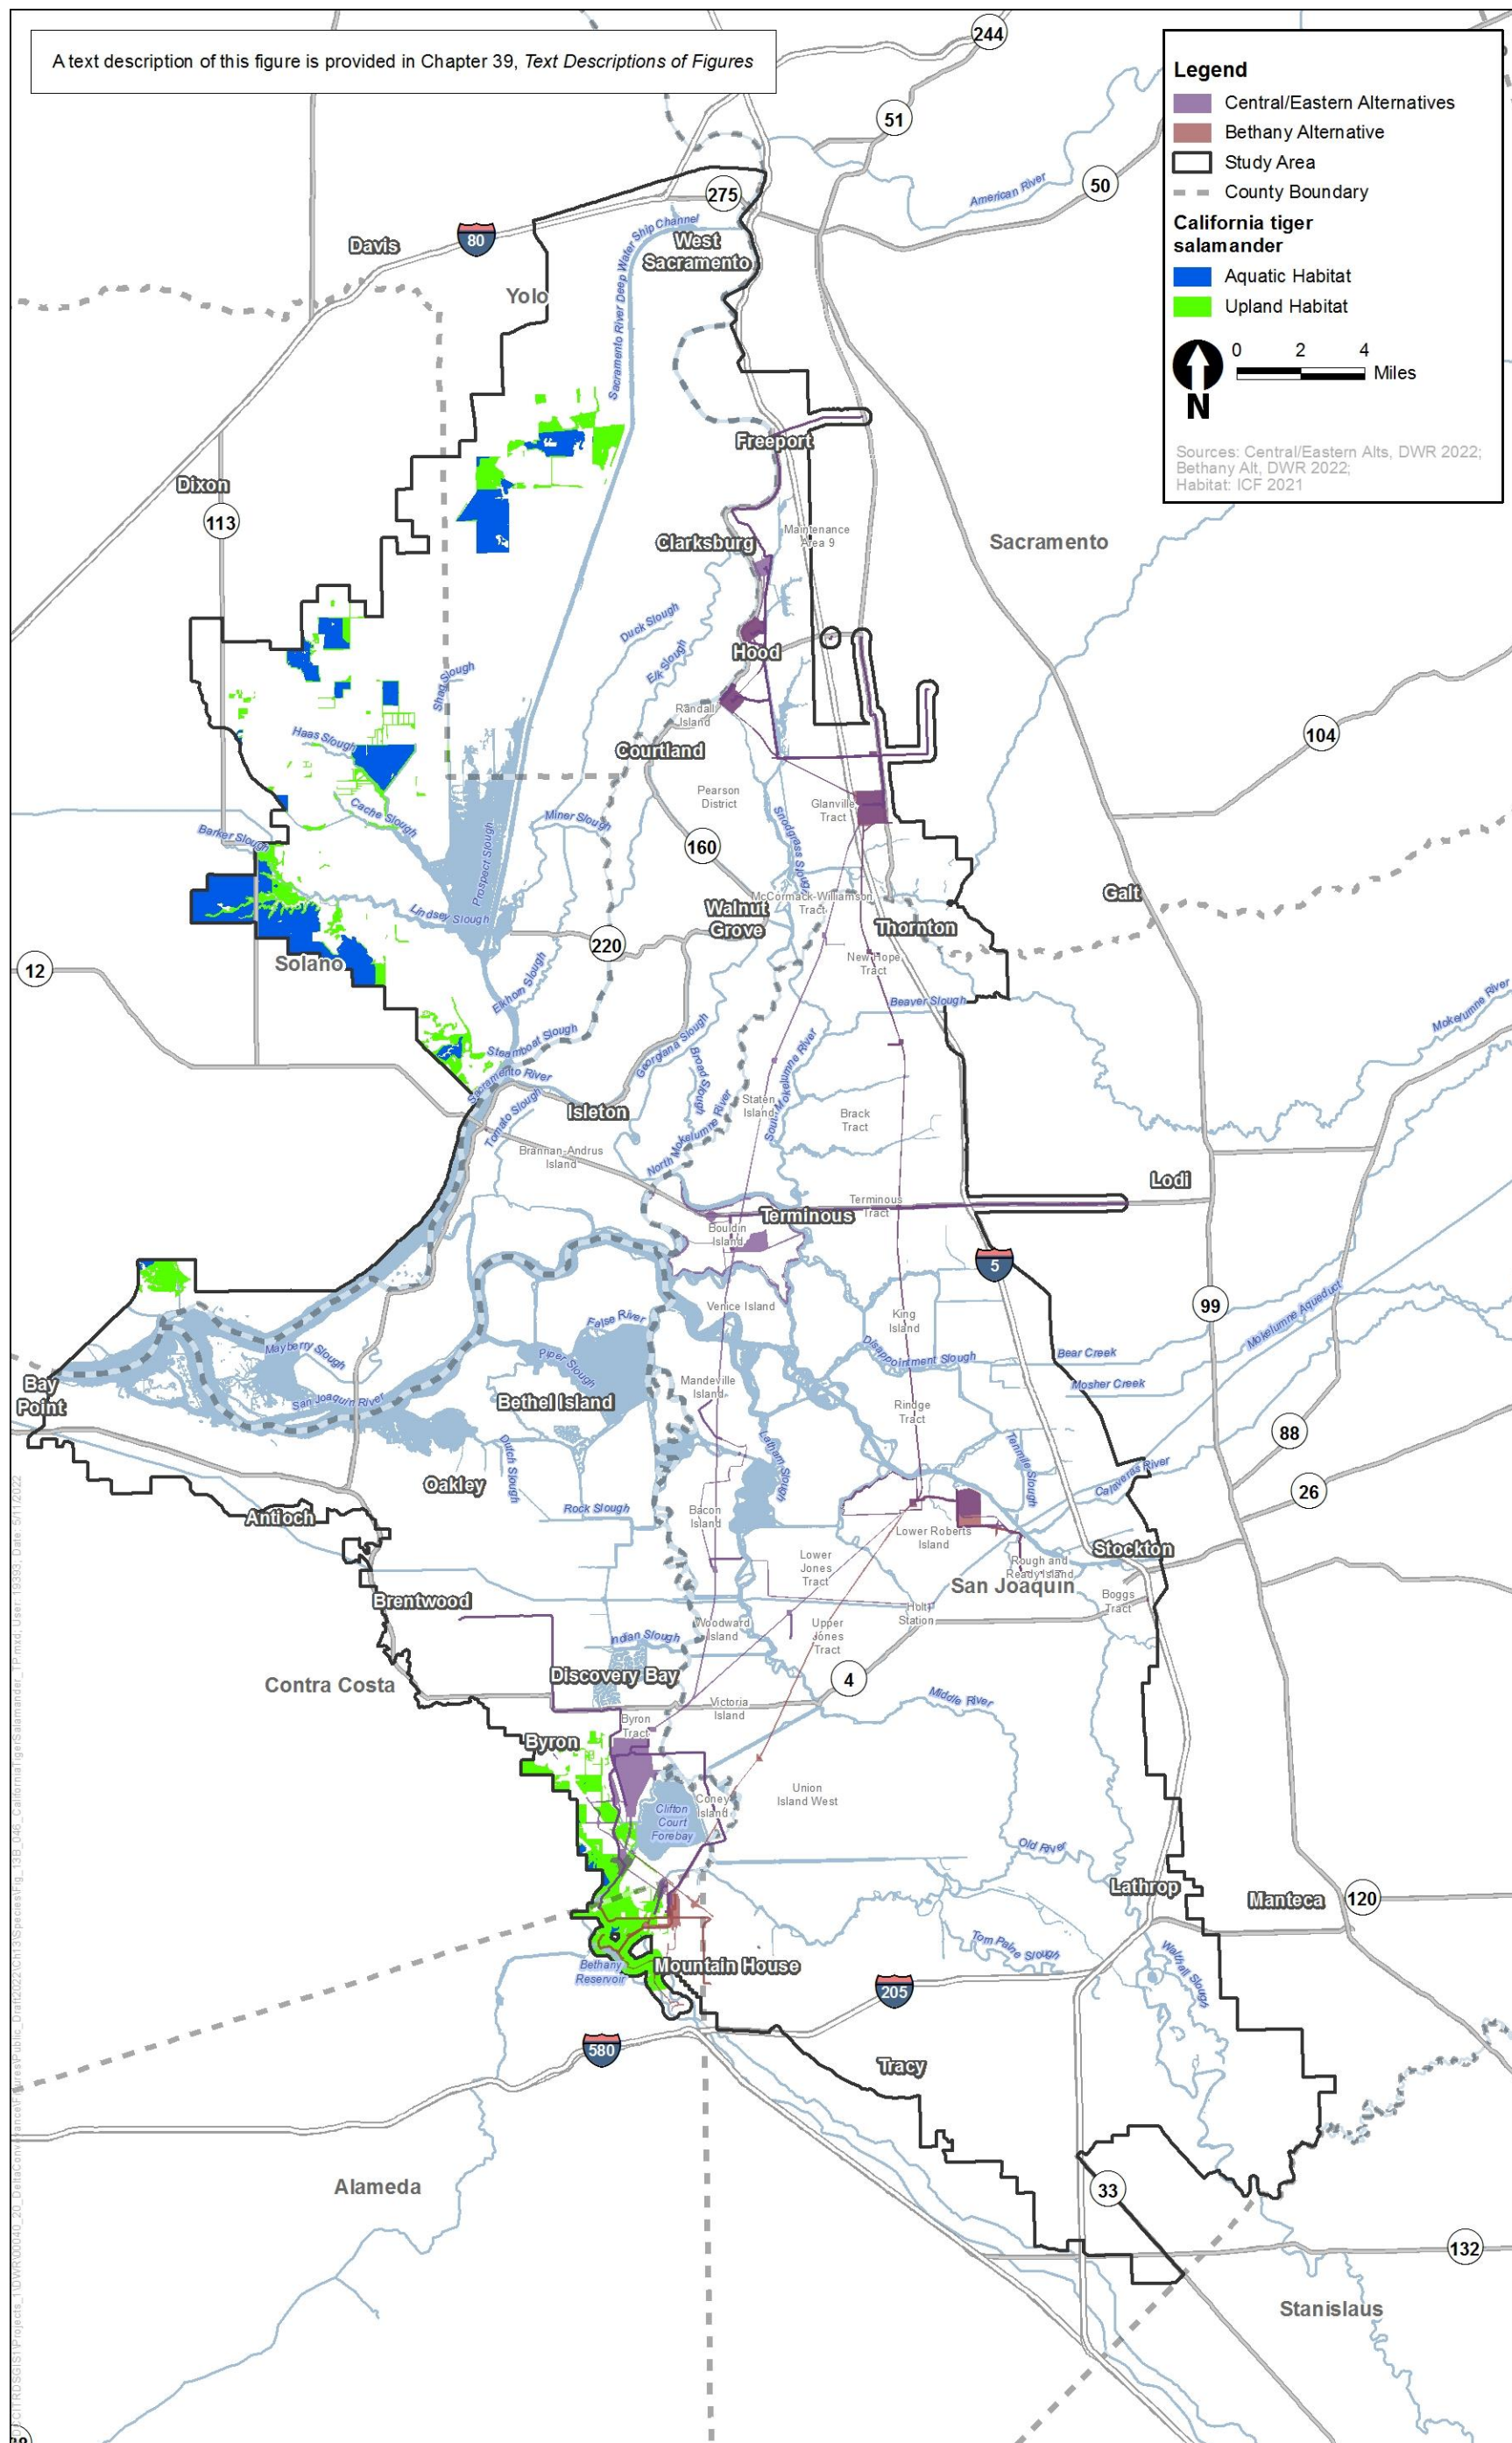 A text description of this figure is provided in Chapter 39, Text Descriptions of Figures
Legend
Central/Eastern Alternatives
Bethany Alternative
Study Area
County Boundary
California tiger
salamander
Aquatic Habitat
Upland Habitat
0 2 4
Miles
N
Sources: Central/Eastern Alts, DWR 2022;
Bethany Alt, DWR 2022;
Habitat: ICF 2021
244
51
50
American River
275
80
Davis
West
Sacramento
Yolo
Sacramento River Deep Water Ship Channel
Freeport
Dixon
113
Clarksburg
Maintenance
Area 9
Sacramento
Duck Slough
Elk Slough
Hood
Shag Slough
Randall
Island
Haas Slough
Courtland
104
Pearson
District
Glanville
Tract
Cache Slough
Miner Slough
Snodgrass Slough
Barker Slough
160
Prospect Slough
Galt
McCormack-Williamson
Tract
Lindsey Slough
Walnut
Grove
Thornton
220
12
Solano
New Hope
Tract
Elkhorn Slough
Beaver Slough
Mokelumne River
Steamboat Slough
Georgiana Slough
Broad Slough
South Mokelumne River
Sacramento River
Tomato Slough
Isleton
Staten
Island
Brack
Tract
North Mokelumne River
Brannan-Andrus
Island
Lodi
Terminous
Terminous
Tract
Bouldin
Island
5
99
Venice Island
King
Island
False River
Mokelumne Aqueduct
Disappointment Slough
Bear Creek
Mayberry Slough
Piper Slough
Mosher Creek
Bay
Point
San Joaquin River
Bethel Island
Mandeville
Island
Rindge
Tract
88
Dutch Slough
Latham Slough
Tenmile Slough
Calaveras River
Oakley
26
Antioch
Rock Slough
Bacon
Island
Lower Roberts
Island
Stockton
Lower
Jones
Tract
Rough and
Ready Island
San Joaquin
Brentwood
Boggs
Tract
Holt
Station
Woodward
Island
Upper
Jones
Tract
Indian Slough
Discovery Bay
4
Contra Costa
Middle River
Victoria
Island
Byron
Tract
Byron
Union
Island West
Coney
Island
Clifton
Court
Forebay
Old River
Lathrop
Manteca
120
Tom Paine Slough
Walthall Slough
Mountain House
Bethany
Reservoir
205
580
Tracy
Alameda
33
132
Stanislaus